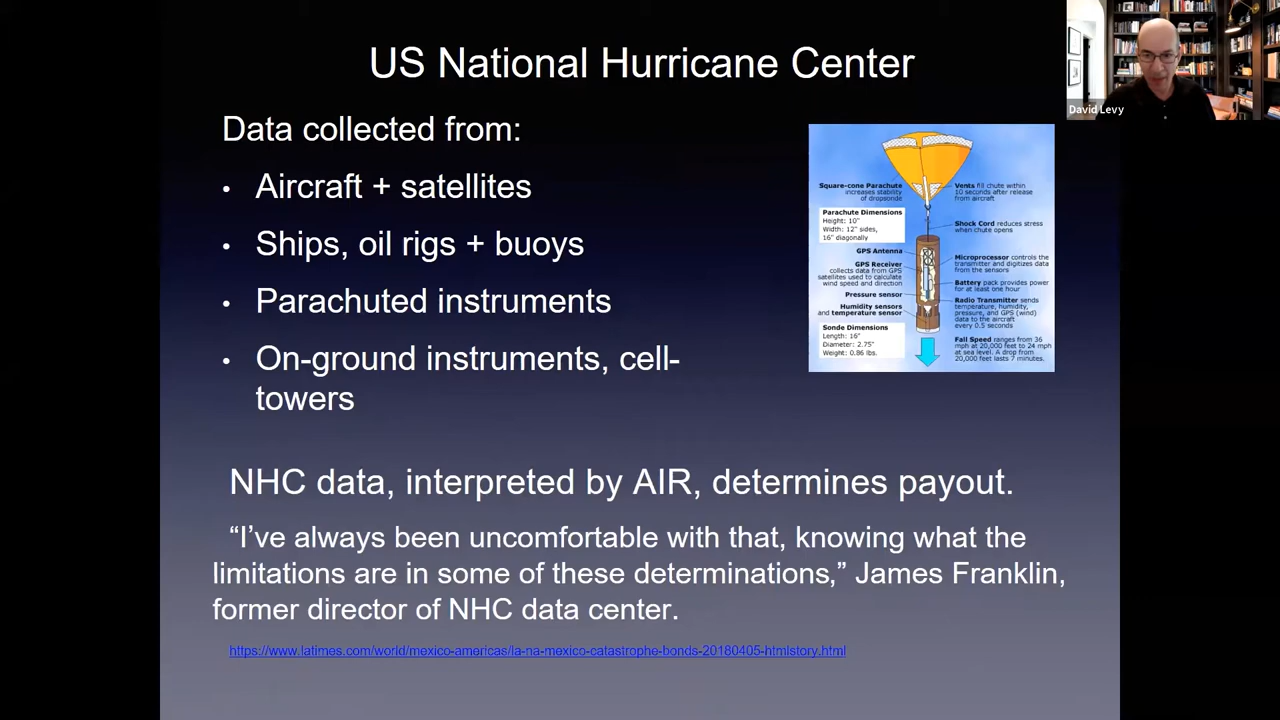 US National Hurricane Center
David Levy
Data collected from:
• Aircraft + satellites
• Ships, oil rigs + buoys
• Parachuted instruments
• On-ground instruments, cell-
towers
Square-cone Parachute
increases stability
of dropsonde
Vents fill chute within
10 seconds after release
from aircraft
Parachute Dimensions
Height: 10"
Width: 12" sides,
16" diagonally
Shock Cord reduces stress
when chute opens
GPS Antenna
GPS Receiver
collects data from GPS
satellites used to calculate
wind speed and direction
Microprocessor controls the
transmitter and digitizes data
from the sensors
Battery pack provides power
for at least one hour
Pressure sensor
Humidity sensors
and temperature sensor
Radio Transmitter sends
temperature, humidity,
pressure, and GPS (wind)
data to the aircraft
every 0.5 seconds
Sonde Dimensions
Length: 16"
Diameter: 2.75"
Weight: 0.86 lbs.
Fall Speed ranges from 36
mph at 20,000 feet to 24 mph
at sea level. A drop from
20,000 feet lasts 7 minutes.
NHC data, interpreted by AIR, determines payout.
“I’ve always been uncomfortable with that, knowing what the
limitations are in some of these determinations,” James Franklin,
former director of NHC data center.
https://www.latimes.com/world/mexico-americas/la-na-mexico-catastrophe-bonds-20180405-htmlstory.html